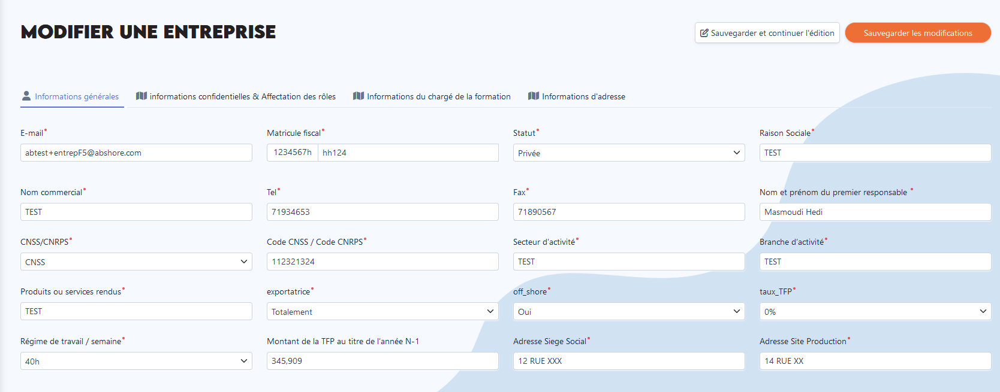 MODIFIER UNE ENTREPRISE
Sauvegarder et continuer l'édition
Sauvegarder les modifications
Informations générales
informations confidentielles & Affectation des rôles
Informations du chargé de la formation
Informations d'adresse
E-mail*
Matricule fiscal*
Statut*
Raison Sociale*
abtest+entrepF5@abshore.com
1234567h hh124
Privée
TEST
Nom commercial*
Tel*
Fax*
Nom et prénom du premier responsable *
TEST
71934653
71890567
Masmoudi Hedi
CNSS/CNRPS*
Code CNSS / Code CNRPS*
Secteur d’activité*
Branche d’activité*
CNSS
112321324
TEST
TEST
Produits ou services rendus*
exportatrice*
off_shore*
taux_TFP*
TEST
Totalement
Oui
0%
Régime de travail / semaine*
Montant de la TFP au titre de l’année N-1
Adresse Siege Social*
Adresse Site Production*
40h
345,909
12 RUE XXX
14 RUE XX